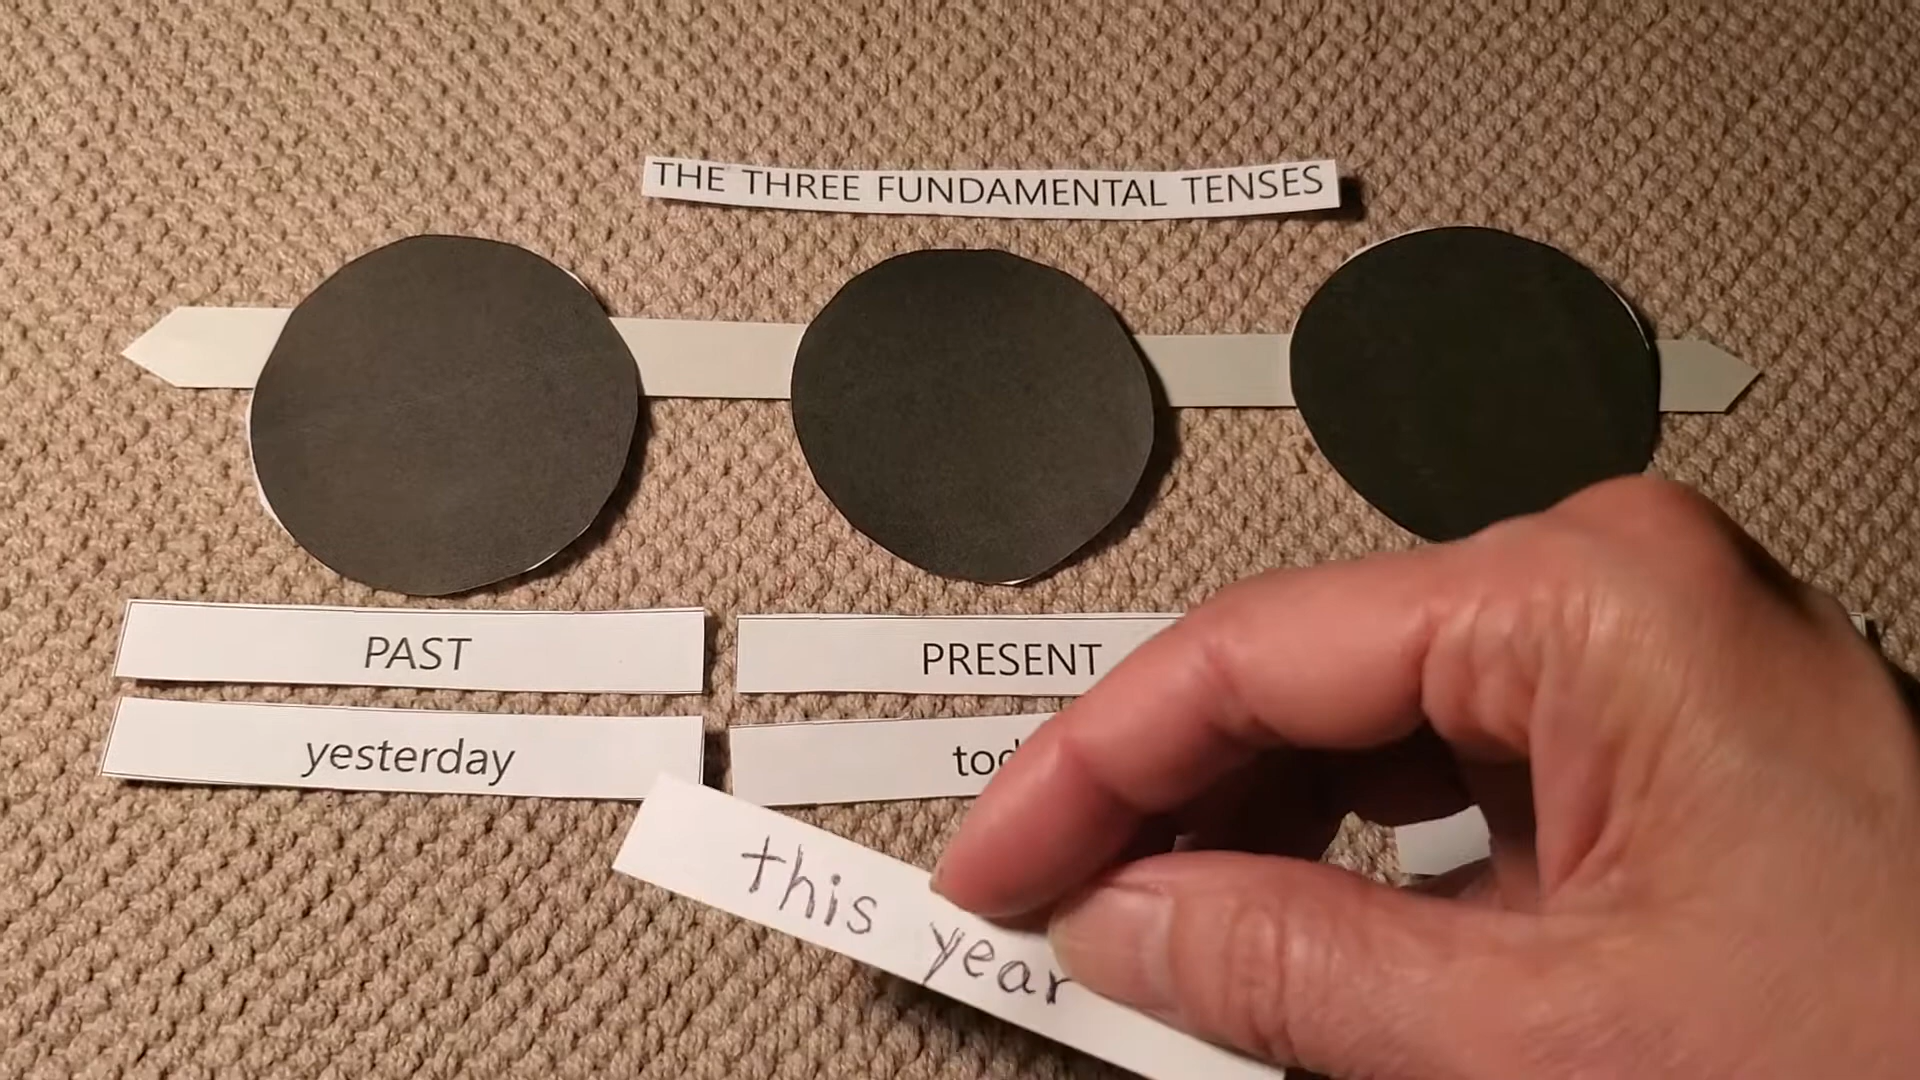 THE THREE FUNDAMENTAL TENSES
PAST
PRESENT
yesterday
this year